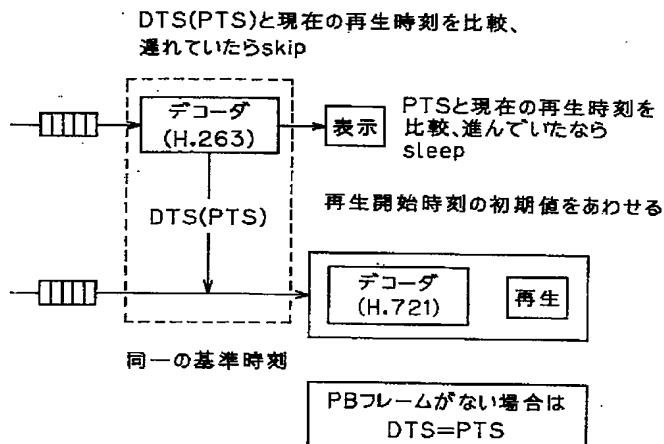 DTS(PTS)と現在の再生時刻を比較、
遅れていたらskip
デコーダ
(H.263)
表示
PTSと現在の再生時刻を
比較、進んでいたなら
sleep
DTS(PTS)
再生開始時刻の初期値をあわせる
デコーダ
(H.721)
再生
同一の基準時刻
PBフレームがない場合は
DTS=PTS